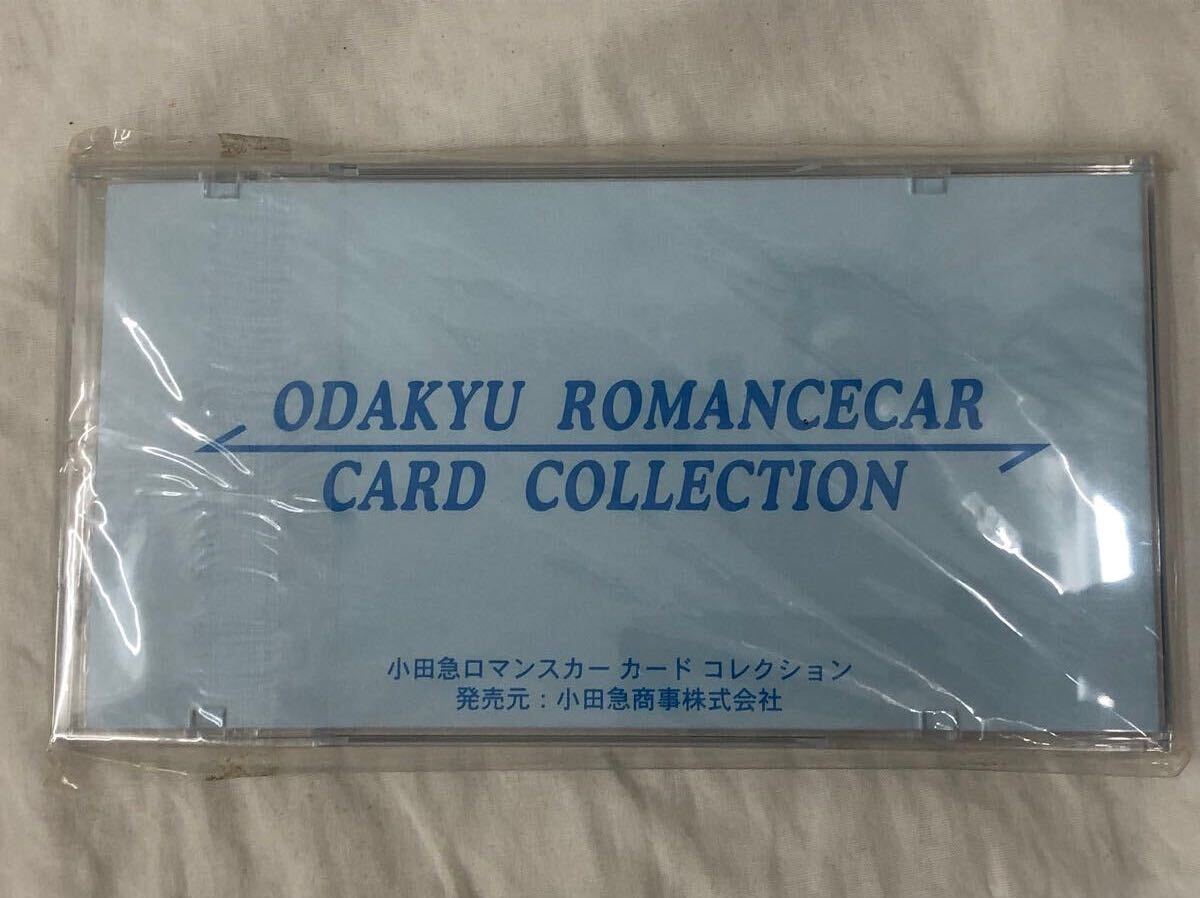 ODAKYU ROMANCECAR
CARD COLLECTION
小田急ロマンスカー カード コレクション
発売元：小田急商事株式会社